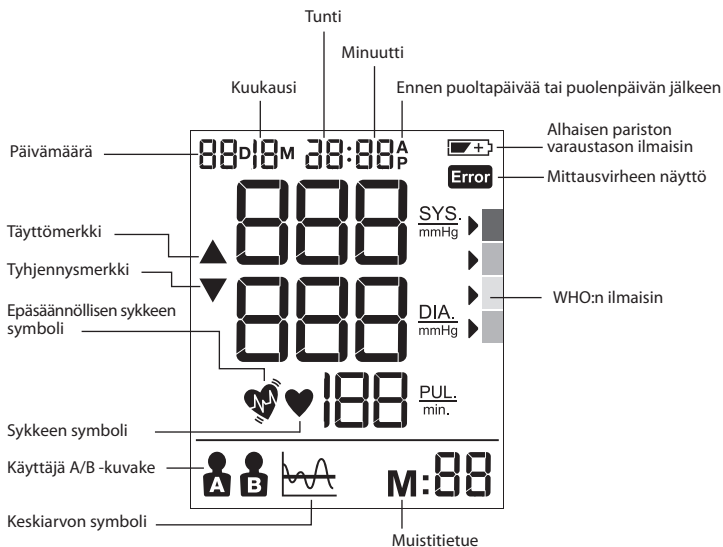 Tunti
Minuutti
Kuukausi
Ennen puoltapäivää tai puolenpäivän jälkeen
Päivämäärä
88D18M 28:88 A
P
Alhaisen pariston
varaustason ilmaisin
Error
Mittausvirheen näyttö
888
SYS.
mmHg
Täyttömerkki
Tyhjennysmerkki
888
DIA.
mmHg
WHO:n ilmaisin
Epäsäännöllisen sykkeen
symboli
188
PUL.
min.
Sykkeen symboli
Käyttäjä A/B -kuvake
A B
M:88
Keskiarvon symboli
Muistitietue